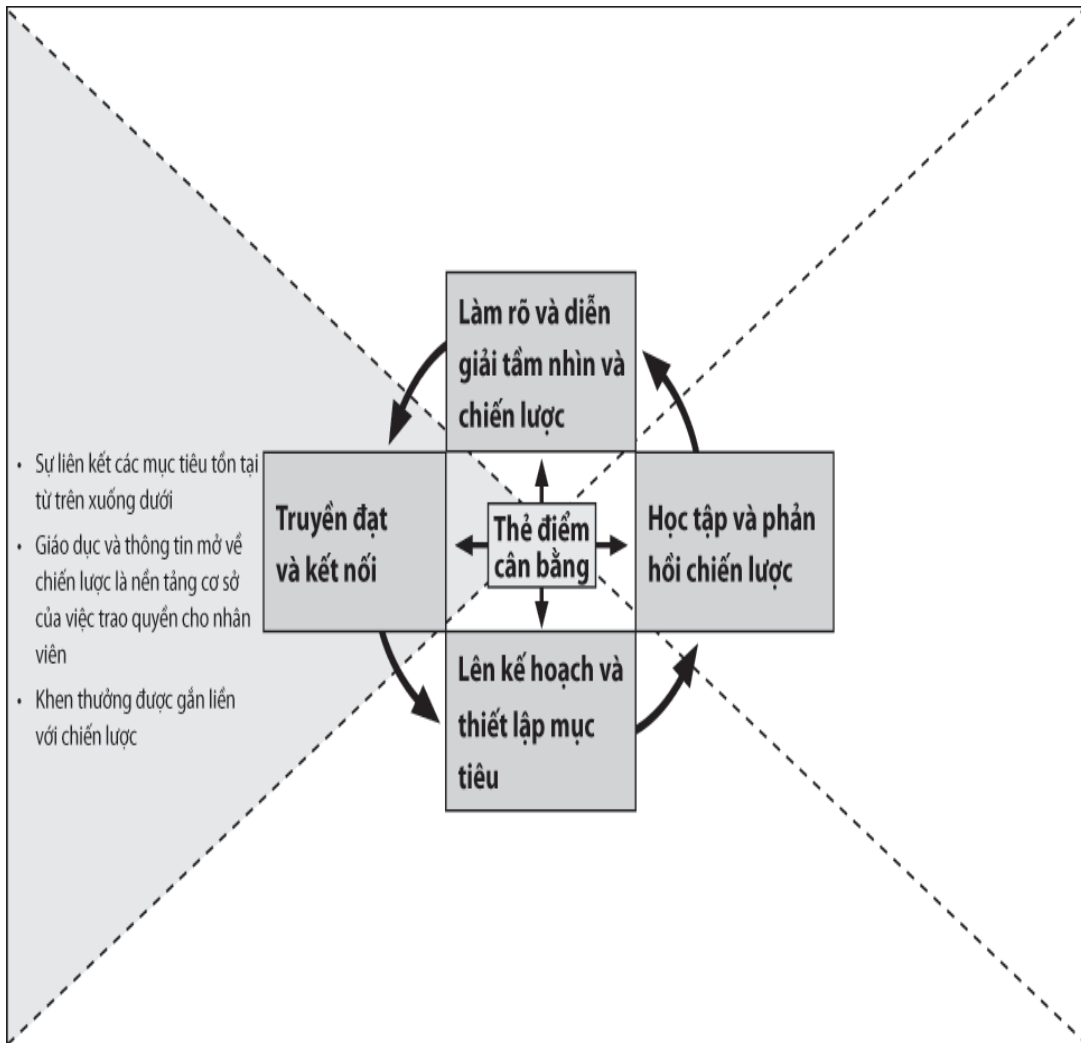 Làm rõ và diễn
giải tầm nhìn và
chiến lược
• Sự liên kết các mục tiêu tồn tại
từ trên xuống dưới
• Giáo dục và thông tin mở về
chiến lược là nền tảng cơ sở
của việc trao quyền cho nhân
viên
• Khen thưởng được gắn liền
với chiến lược
Truyền đạt
và kết nối
Thẻ điểm
cân bằng
Học tập và phản
hồi chiến lược
Lên kế hoạch và
thiết lập mục
tiêu